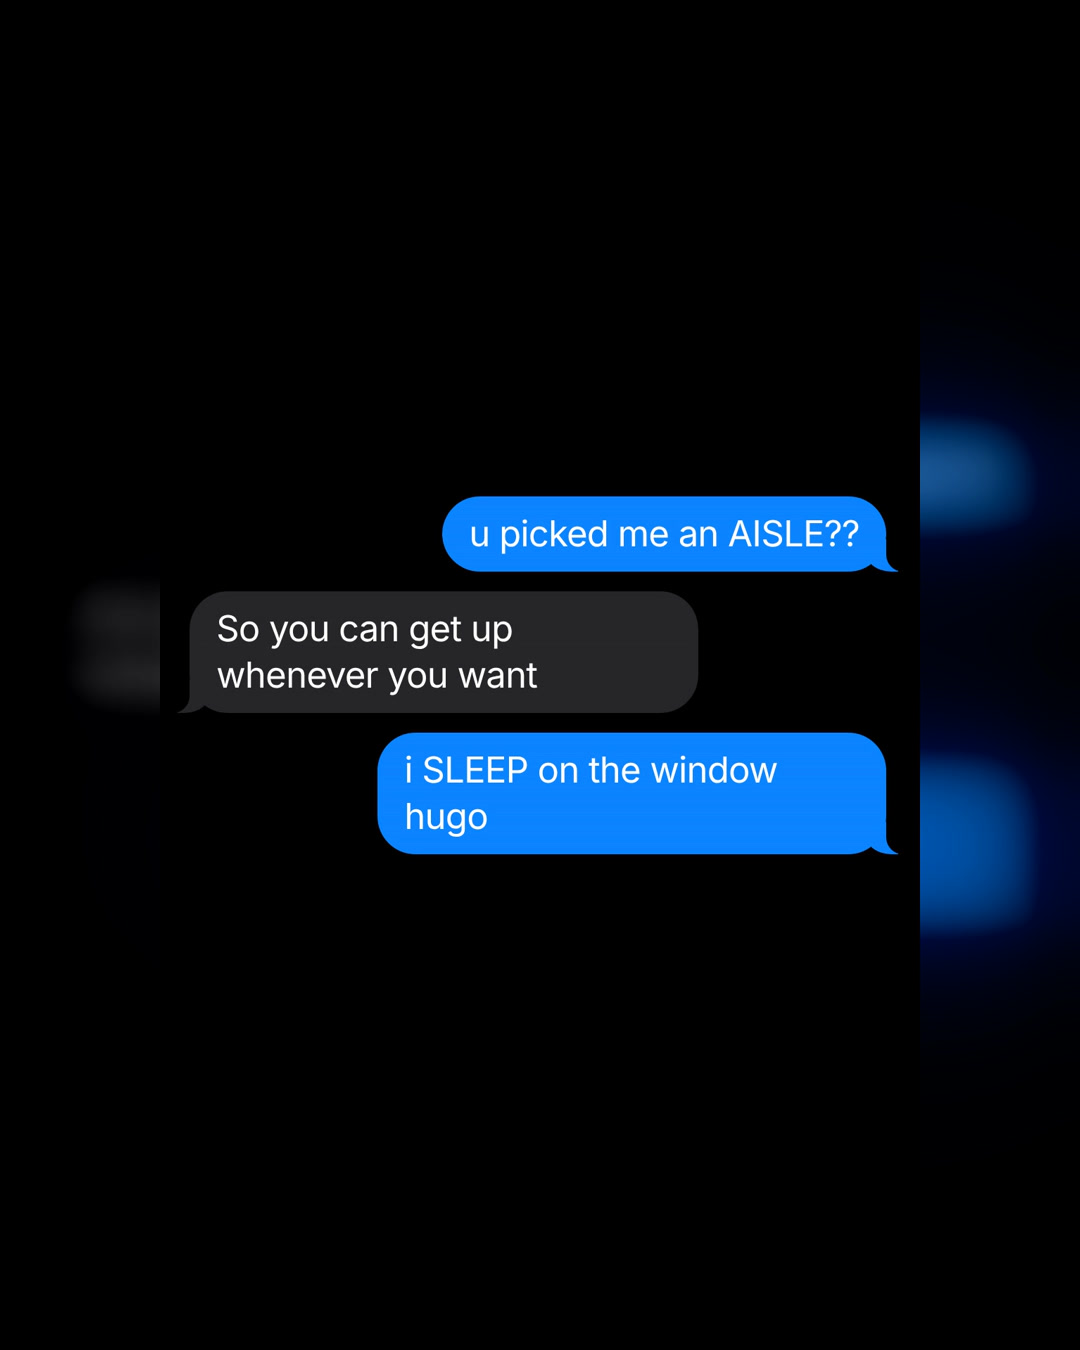 u picked me an AISLE??
So you can get up
whenever you want
i SLEEP on the window
hugo